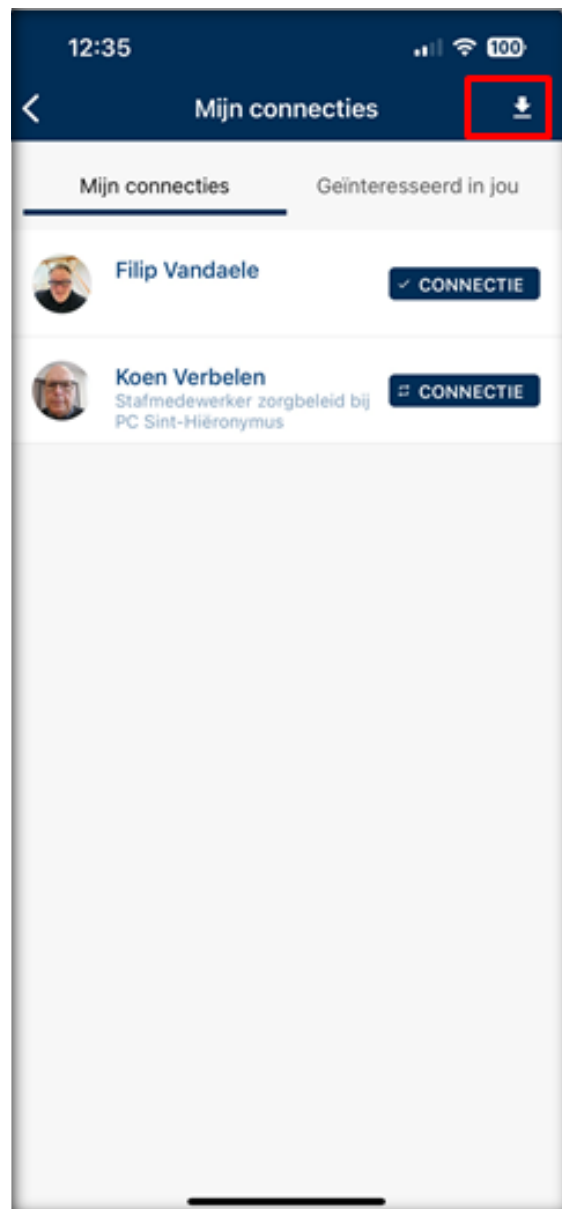 12:35
100
Mijn connecties
Mijn connecties
Geïnteresseerd in jou
Filip Vandaele
CONNECTIE
Koen Verbelen
CONNECTIE
Stafmedewerker zorgbeleid bij
PC Sint-Hiëronymus